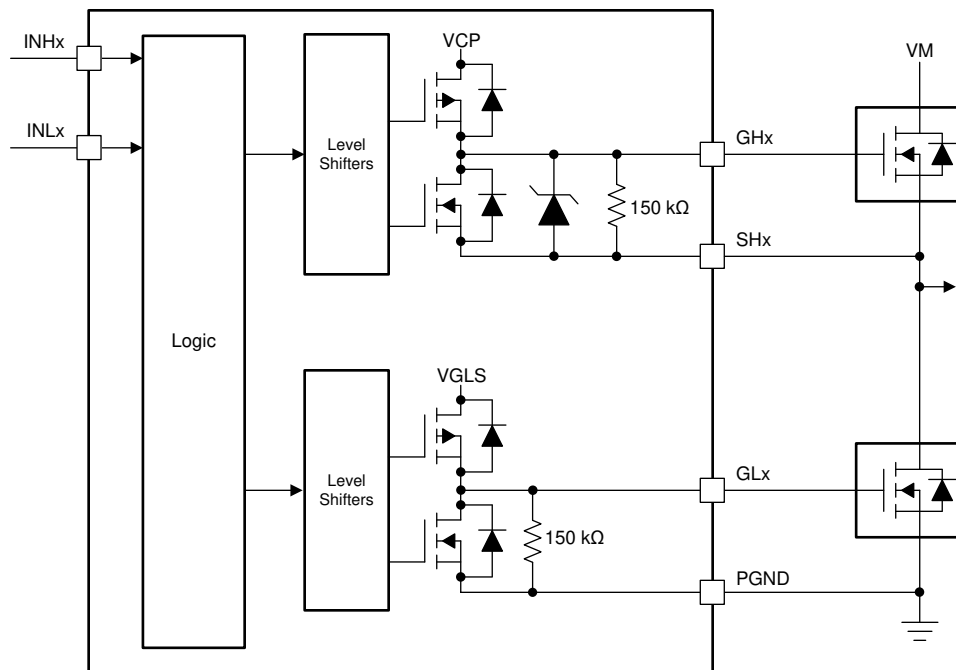 INHx
INLx
Logic
Level
Shifters
VCP
150 kΩ
GHx
SHx
VM
Level
Shifters
VGLS
150 kΩ
GLx
PGND